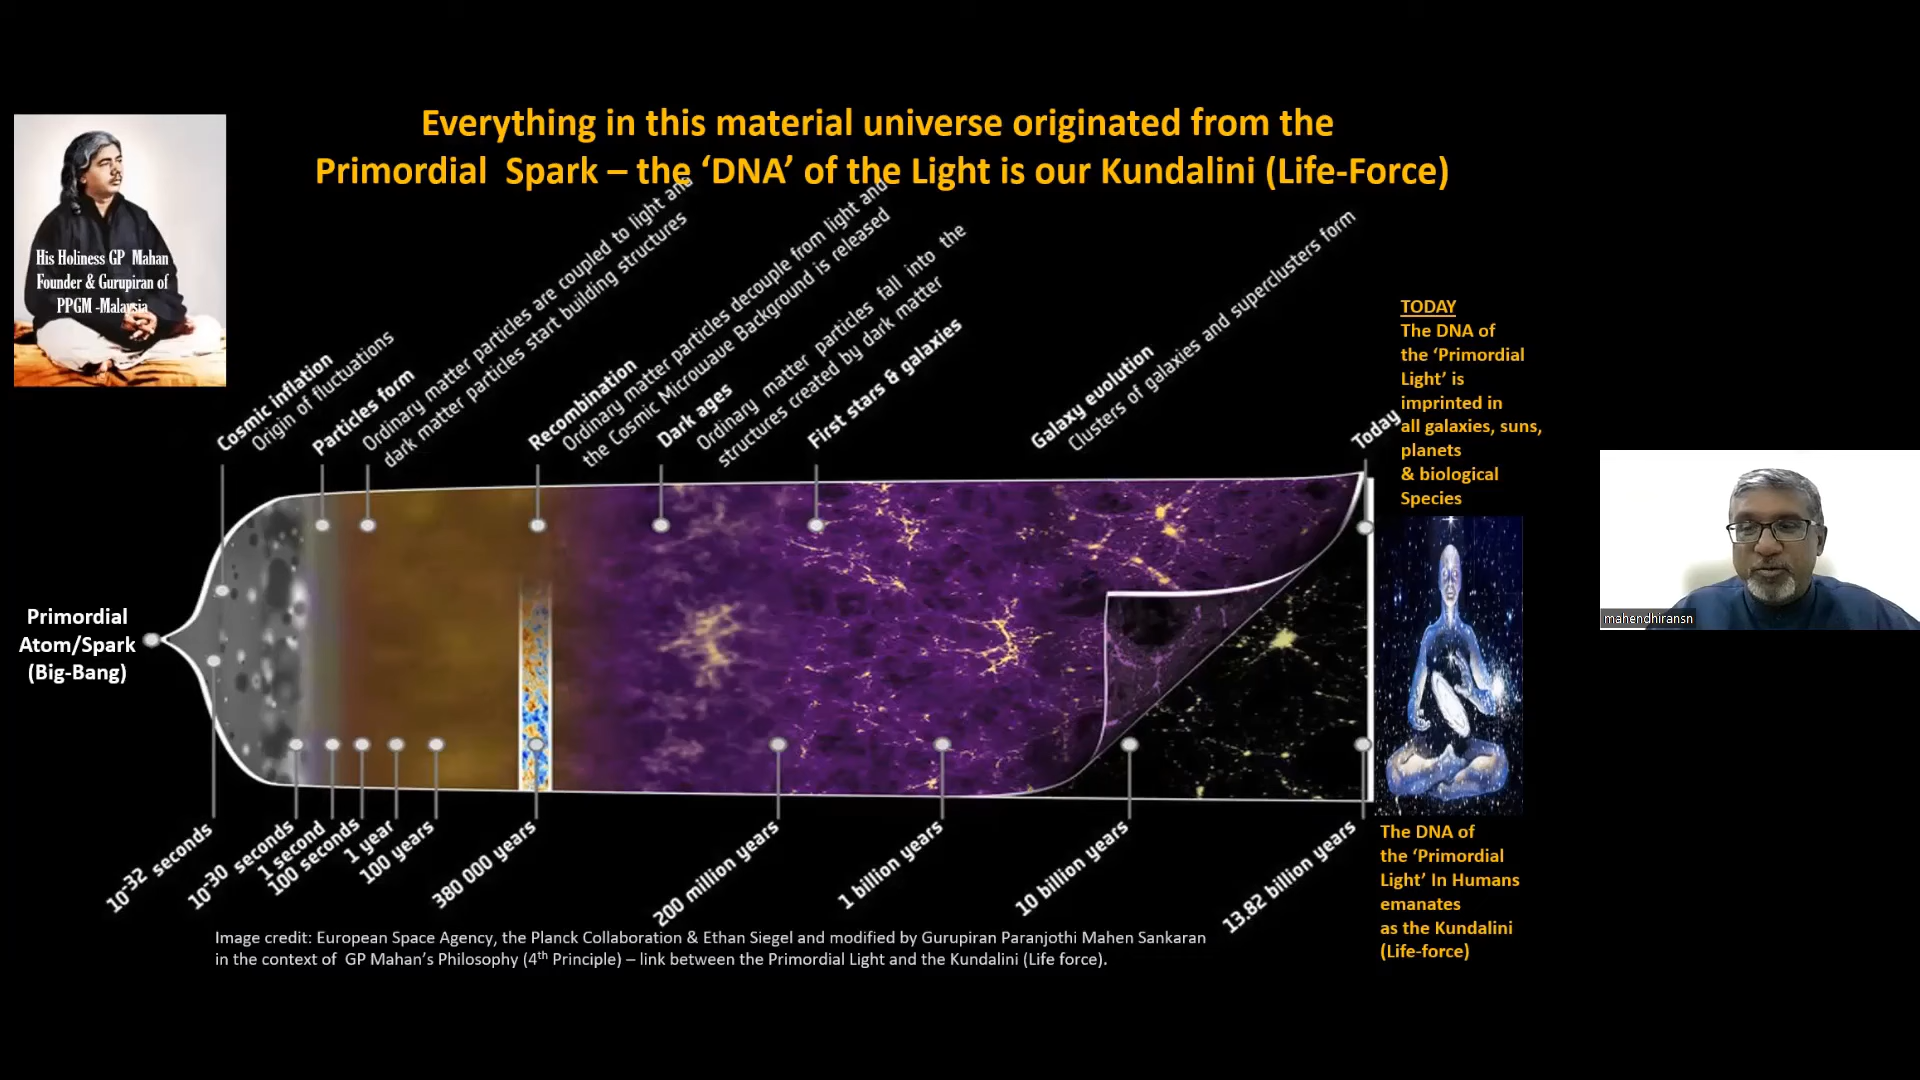 Everything in this material universe originated from the
Primordial Spark – the ‘DNA’ of the Light is our Kundalini (Life-Force)
His Holiness GP Mahan
Founder & Gurupiran of
PPGM -Malaysia
Cosmic inflation
Origin of fluctuations
Particles form
Ordinary matter particles are coupled to light and
dark matter particles start building structures
Recombination
Ordinary matter particles decouple from light and
the Cosmic Microwave Background is released
Dark ages
Ordinary matter particles fall into the
structures created by dark matter
First stars & galaxies
Galaxy evolution
Clusters of galaxies and superclusters form
Today
TODAY
The DNA of
the ‘Primordial
Light’ is
imprinted in
all galaxies, suns,
planets
& biological
Species
Primordial
Atom/Spark
(Big-Bang)
mahendhiransn
10-32 seconds
10-30 seconds
1 second
100 seconds
1 year
100 years
380 000 years
200 million years
1 billion years
10 billion years
13.82 billion years
The DNA of
the ‘Primordial
Light’ In Humans
emanates
as the Kundalini
(Life-force)
Image credit: European Space Agency, the Planck Collaboration & Ethan Siegel and modified by Gurupiran Paranjothi Mahen Sankaran
in the context of GP Mahan’s Philosophy (4th Principle) – link between the Primordial Light and the Kundalini (Life force).